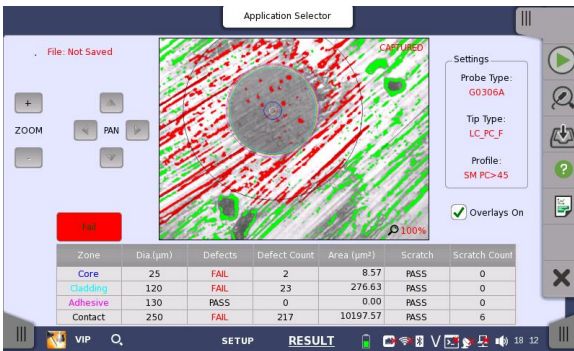 Application Selector
. File: Not Saved
CAPTURED
Settings
Probe Type:
G0306A
Tip Type:
LC_PC_F
Profile:
SM PC>45
+
ZOOM
PAN
-
Overlays On
100%
Fail
Zone Dia.(µm) Defects Defect Count Area (µm²) Scratch Scratch Count
Core 25 FAIL 2 8.57 PASS 0
Cladding 120 FAIL 23 276.63 PASS 0
Adhesive 130 PASS 0 0.00 PASS 0
Contact 250 FAIL 217 10197.57 PASS 6
VIP SETUP RESULT V 18 12